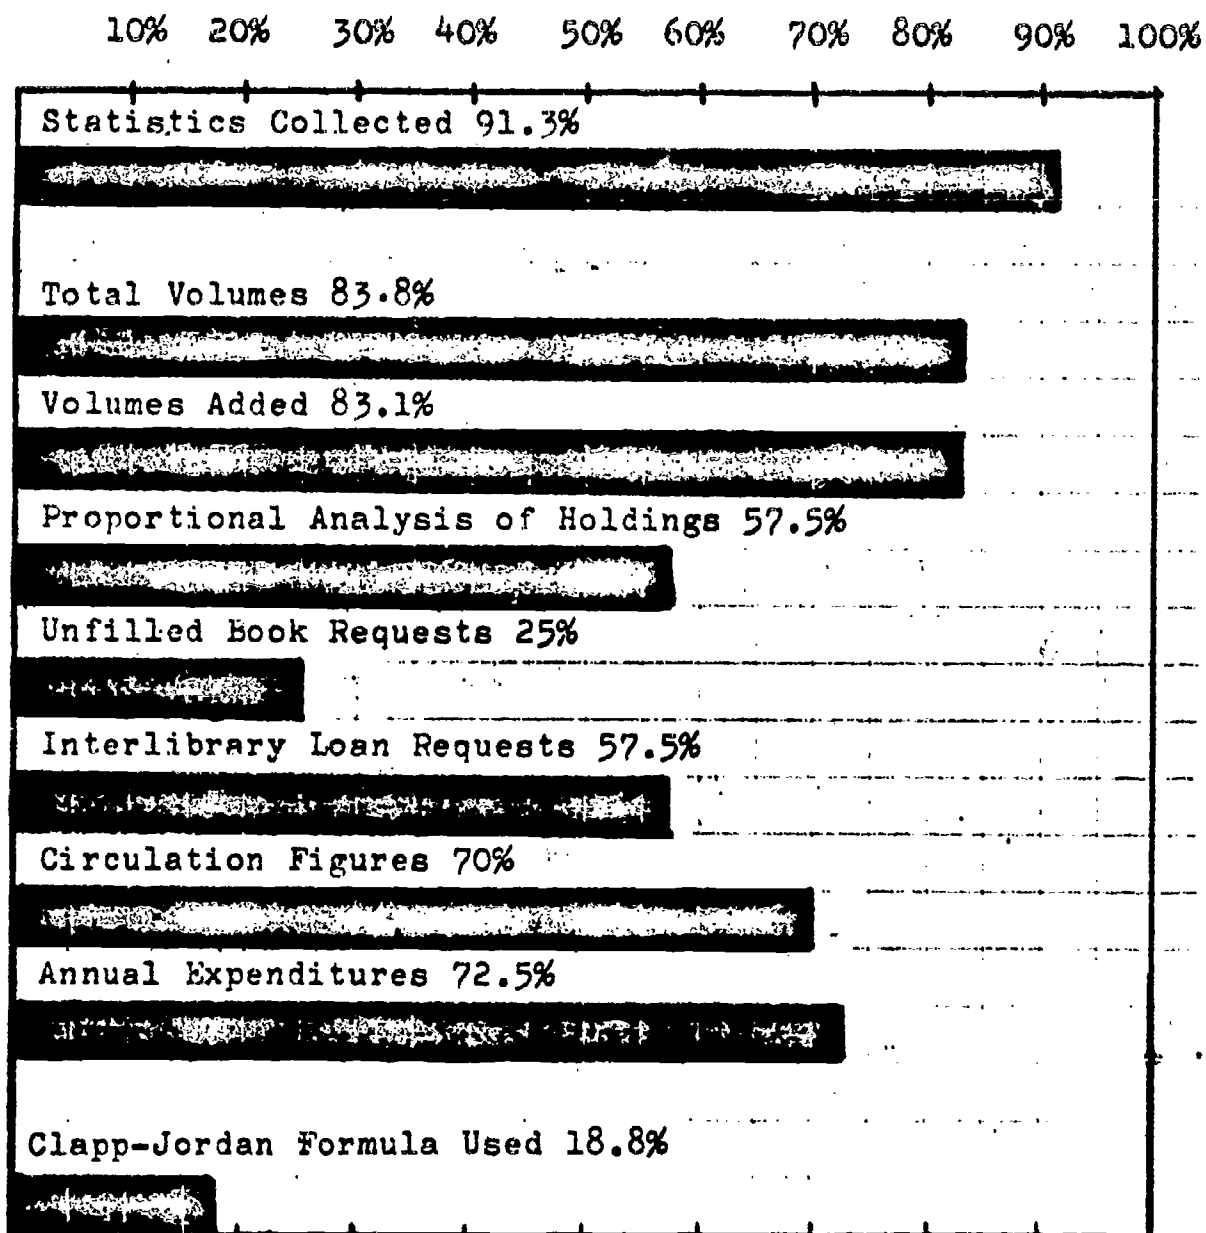 10% 20% 30% 40% 50% 60% 70% 80% 90% 100%
Statistics Collected 91.3%
Total Volumes 83.8%
Volumes Added 83.1%
Proportional Analysis of Holdings 57.5%
Unfilled Book Requests 25%
Interlibrary Loan Requests 57.5%
Circulation Figures 70%
Annual Expenditures 72.5%
Clapp-Jordan Formula Used 18.8%